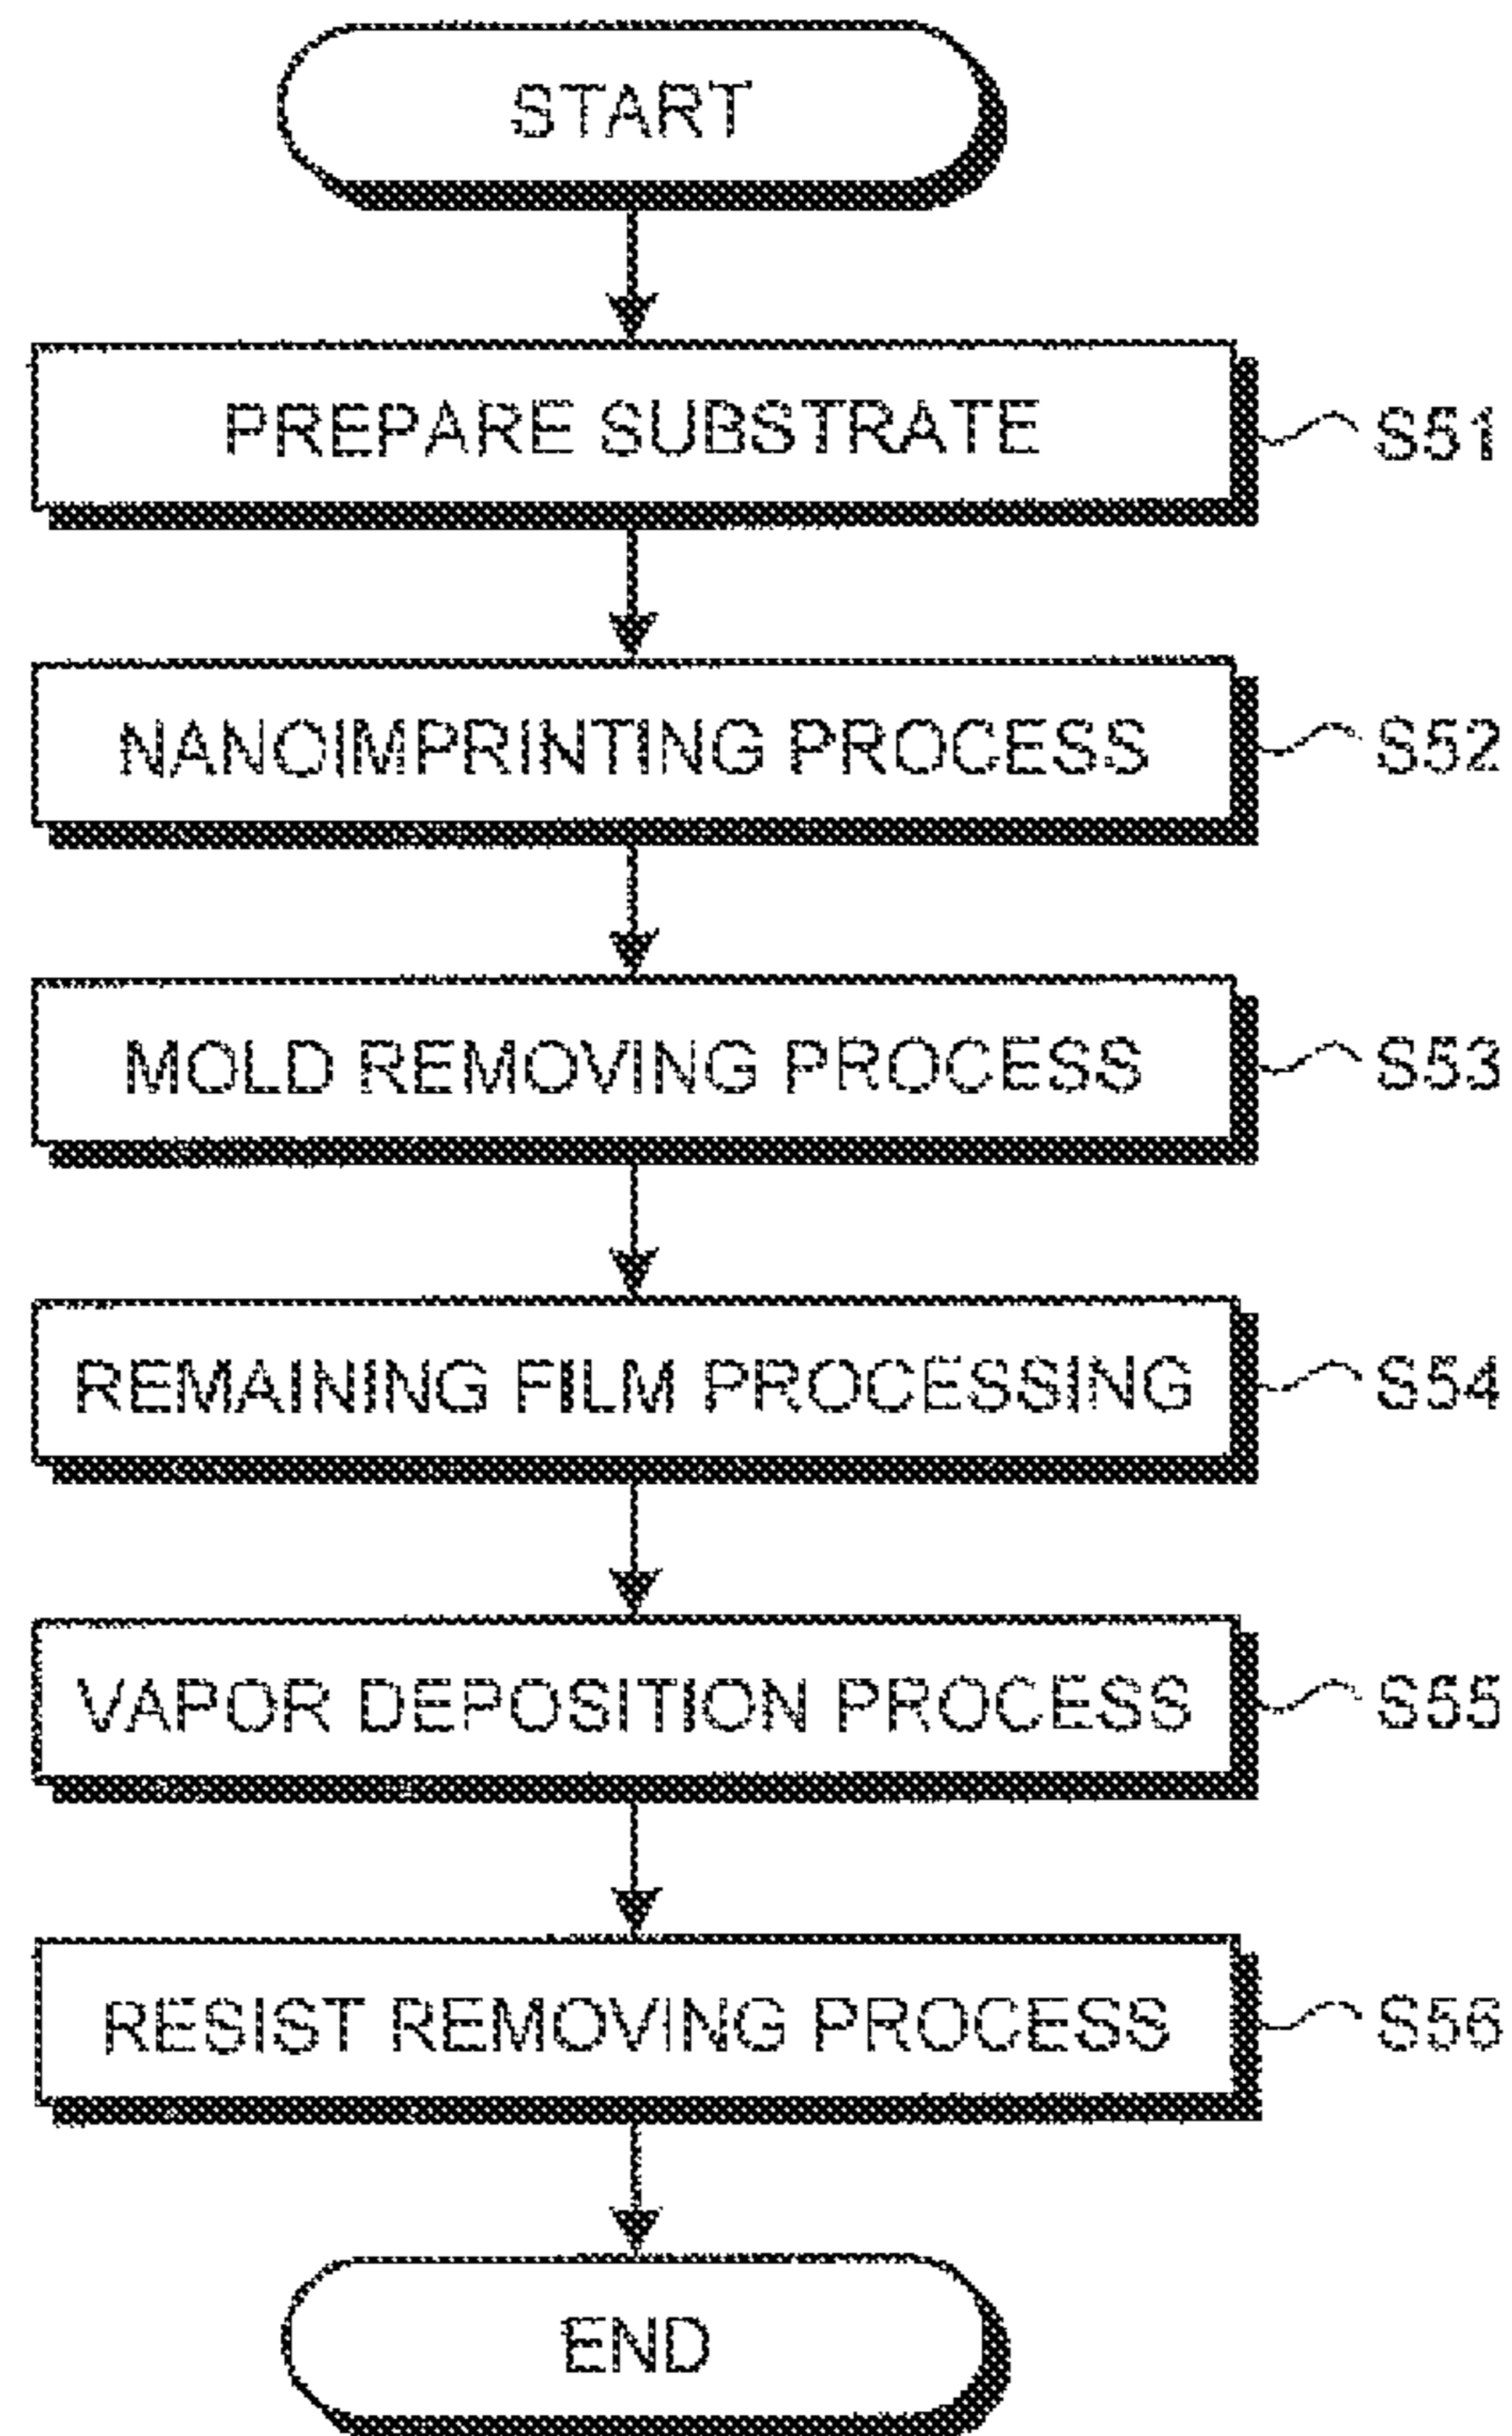 START
PREPARE SUBSTRATE
S51
NANOIMPRINTING PROCESS
S52
MOLD REMOVING PROCESS
S53
REMAINING FILM PROCESSING
S54
VAPOR DEPOSITION PROCESS
S55
RESIST REMOVING PROCESS
S56
END